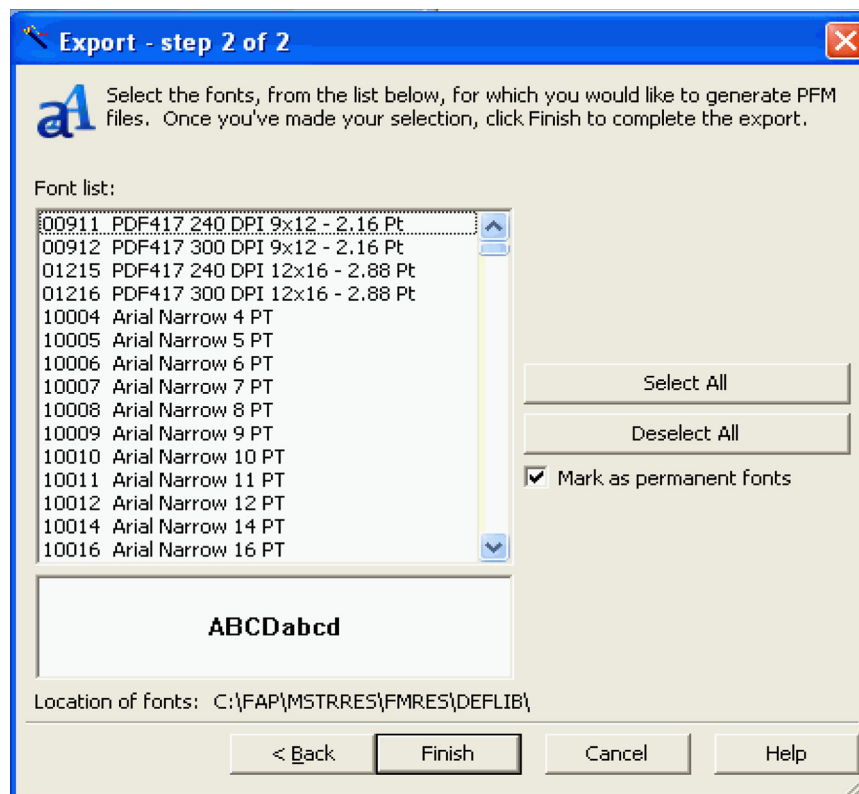 Export - step 2 of 2
Select the fonts, from the list below, for which you would like to generate PFM
files. Once you've made your selection, click Finish to complete the export.
Font list:
00911 PDF417 240 DPI 9x12 - 2.16 Pt
00912 PDF417 300 DPI 9x12 - 2.16 Pt
01215 PDF417 240 DPI 12x16 - 2.88 Pt
01216 PDF417 300 DPI 12x16 - 2.88 Pt
10004 Arial Narrow 4 PT
10005 Arial Narrow 5 PT
10006 Arial Narrow 6 PT
10007 Arial Narrow 7 PT
10008 Arial Narrow 8 PT
10009 Arial Narrow 9 PT
10010 Arial Narrow 10 PT
10011 Arial Narrow 11 PT
10012 Arial Narrow 12 PT
10014 Arial Narrow 14 PT
10016 Arial Narrow 16 PT
Select All
Deselect All
Mark as permanent fonts
ABCDabcd
Location of fonts: C:\FAP\MSTRRES\FMRES\DEFLIB\
< Back Finish Cancel Help